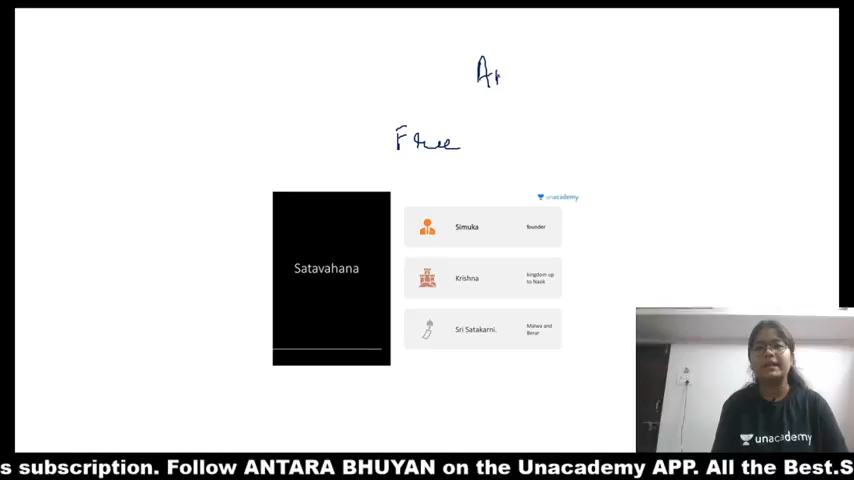 Free
unacademy
Satavahana
Simuka founder
Krishna kingdom up
to Nasik
Sri Satakarni. Malwa and
Berar
unacademy
s subscription. Follow ANTARA BHUYAN on the Unacademy APP. All the Best.S